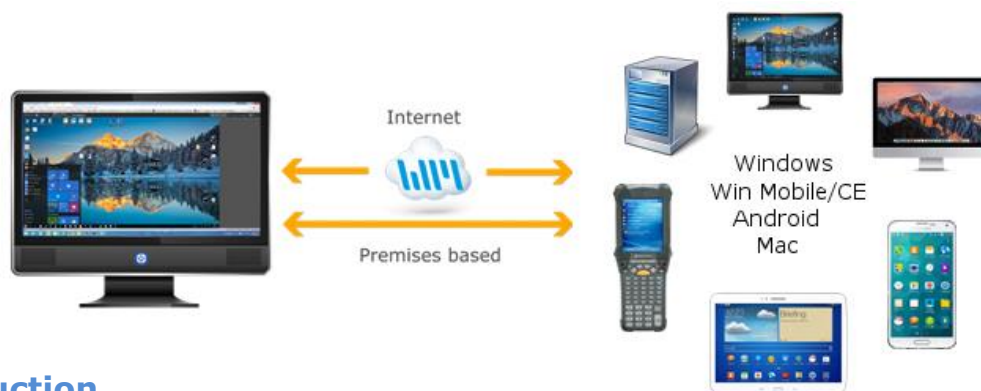 Internet
Premises based
Windows
Win Mobile/CE
Android
Mac